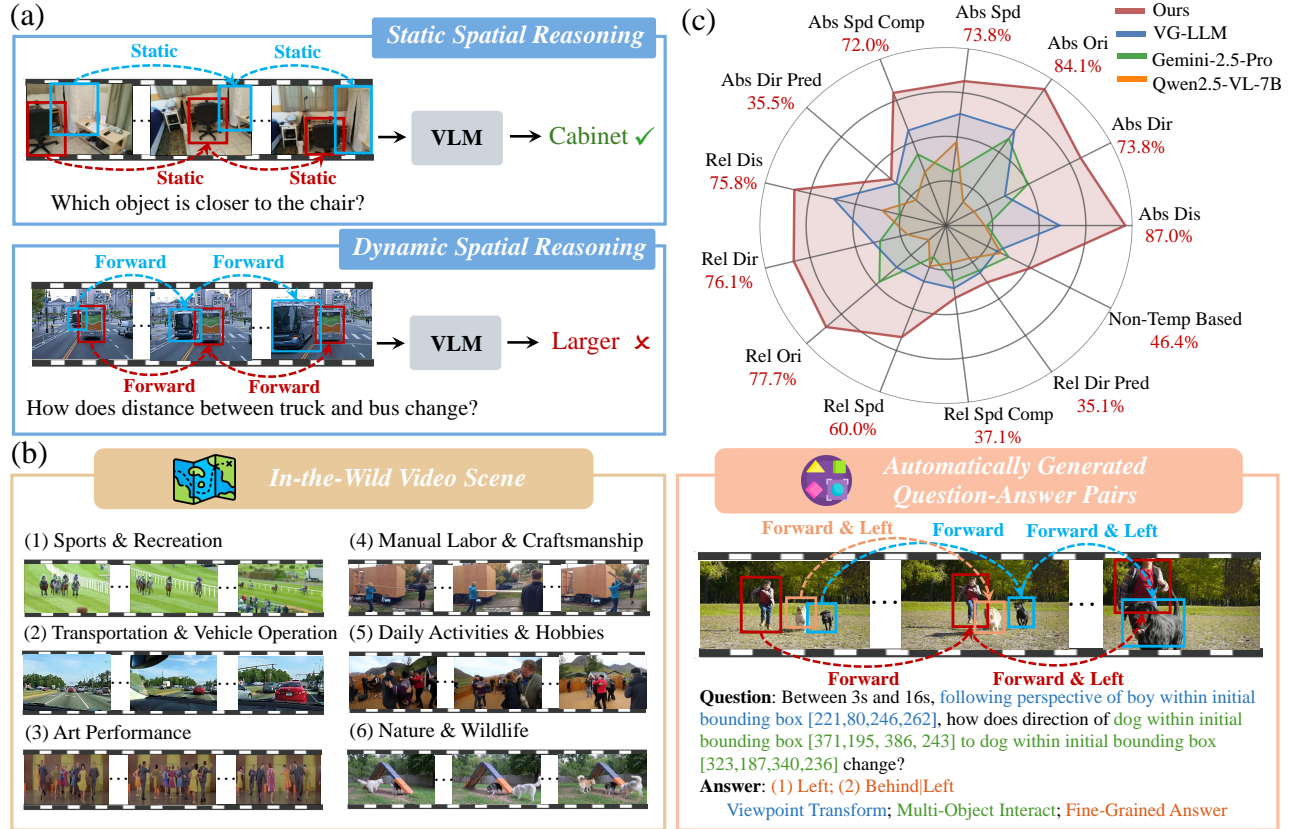 (a)
Static Spatial Reasoning
Static
Static
Static
Static
VLM
Cabinet ✓
Which object is closer to the chair?
Dynamic Spatial Reasoning
Forward
Forward
Forward
Forward
VLM
Larger ✗
How does distance between truck and bus change?
(c)
Ours
VG-LLM
Gemini-2.5-Pro
Qwen2.5-VL-7B
Abs Spd Comp
72.0%
Abs Spd
73.8%
Abs Ori
84.1%
Abs Dir
73.8%
Abs Dis
87.0%
Non-Temp Based
46.4%
Rel Dir Pred
35.1%
Rel Spd Comp
37.1%
Rel Spd
60.0%
Rel Ori
77.7%
Rel Dir
76.1%
Rel Dis
75.8%
Abs Dir Pred
35.5%
(b)
In-the-Wild Video Scene
(1) Sports & Recreation
(2) Transportation & Vehicle Operation
(3) Art Performance
(4) Manual Labor & Craftsmanship
(5) Daily Activities & Hobbies
(6) Nature & Wildlife
Automatically Generated
Question-Answer Pairs
Forward & Left
Forward
Forward & Left
Forward
Forward & Left
Question: Between 3s and 16s, following perspective of boy within initial
bounding box [221,80,246,262], how does direction of dog within initial
bounding box [371,195, 386, 243] to dog within initial bounding box
[323,187,340,236] change?
Answer: (1) Left; (2) Behind|Left
Viewpoint Transform; Multi-Object Interact; Fine-Grained Answer